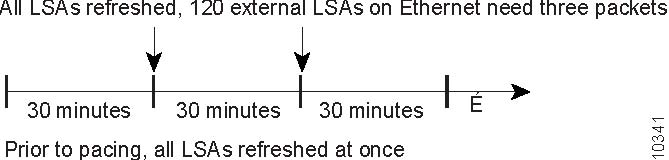 All LSAs refreshed, 120 external LSAs on Ethernet need three packets
30 minutes 30 minutes 30 minutes É
Prior to pacing, all LSAs refreshed at once
10341